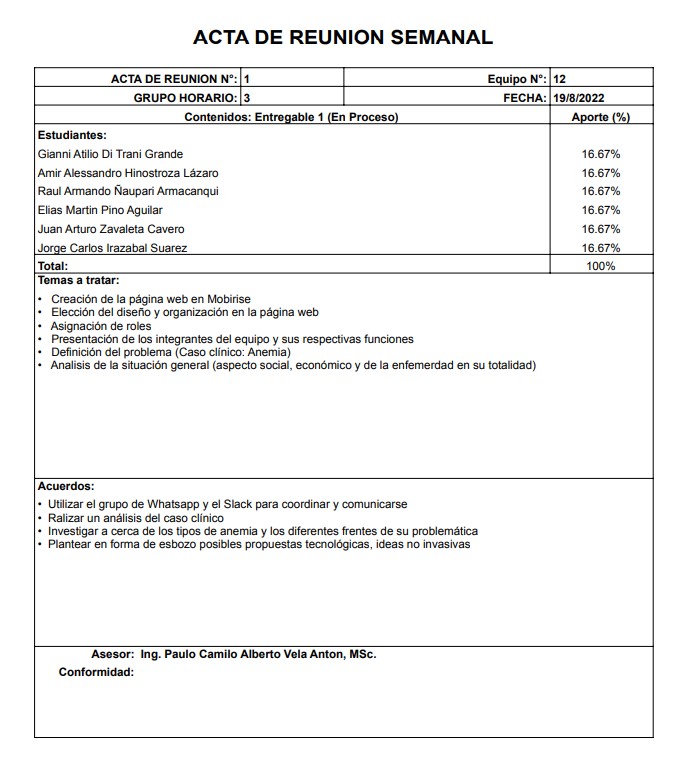 ACTA DE REUNION SEMANAL
ACTA DE REUNION N°: 1 Equipo N°: 12
GRUPO HORARIO: 3 FECHA: 19/8/2022
Contenidos: Entregable 1 (En Proceso) Aporte (%)
Estudiantes:
Gianni Atilio Di Trani Grande 16.67%
Amir Alessandro Hinostroza Lázaro 16.67%
Raul Armando Ñaupari Armacanqui 16.67%
Elias Martin Pino Aguilar 16.67%
Juan Arturo Zavaleta Cavero 16.67%
Jorge Carlos Irazabal Suarez 16.67%
Total: 100%
Temas a tratar:
• Creación de la página web en Mobirise
• Elección del diseño y organización en la página web
• Asignación de roles
• Presentación de los integrantes del equipo y sus respectivas funciones
• Definición del problema (Caso clínico: Anemia)
• Analisis de la situación general (aspecto social, económico y de la enfemerdad en su totalidad)
Acuerdos:
• Utilizar el grupo de Whatsapp y el Slack para coordinar y comunicarse
• Ralizar un análisis del caso clínico
• Investigar a cerca de los tipos de anemia y los diferentes frentes de su problemática
• Plantear en forma de esbozo posibles propuestas tecnológicas, ideas no invasivas
Asesor: Ing. Paulo Camilo Alberto Vela Anton, MSc.
Conformidad: